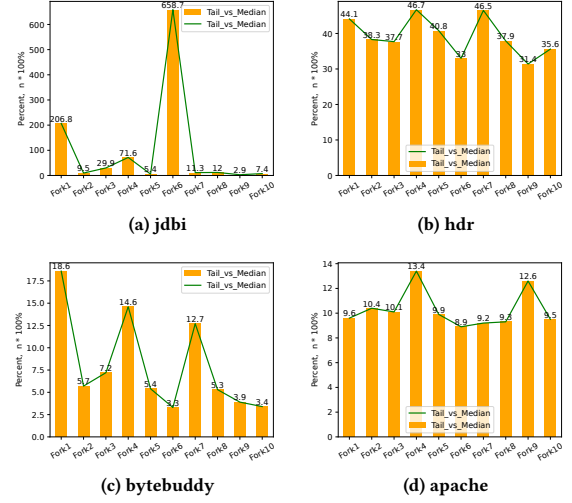 658.7
600
500
400
300
200
100
0
Percent, n * 100%
Tail_vs_Median
Tail_vs_Median
206.8
9.5
29.9
71.6
5.4
11.3
12
2.9
7.4
Fork1
Fork2
Fork3
Fork4
Fork5
Fork6
Fork7
Fork8
Fork9
Fork10
(a) jdbi
40
30
20
10
0
Percent, n * 100%
44.1
38.3
37.7
46.7
40.8
33
46.5
37.9
31.4
35.6
Tail_vs_Median
Tail_vs_Median
Fork1
Fork2
Fork3
Fork4
Fork5
Fork6
Fork7
Fork8
Fork9
Fork10
(b) hdr
17.5
15.0
12.5
10.0
7.5
5.0
2.5
0.0
Percent, n * 100%
18.6
5.7
7.2
14.6
5.4
3.3
12.7
5.3
3.9
3.4
Tail_vs_Median
Tail_vs_Median
Fork1
Fork2
Fork3
Fork4
Fork5
Fork6
Fork7
Fork8
Fork9
Fork10
(c) bytebuddy
14
12
10
8
6
4
2
0
Percent, n * 100%
9.6
10.4
10.1
13.4
9.9
8.9
9.2
9.3
12.6
9.5
Tail_vs_Median
Tail_vs_Median
Fork1
Fork2
Fork3
Fork4
Fork5
Fork6
Fork7
Fork8
Fork9
Fork10
(d) apache